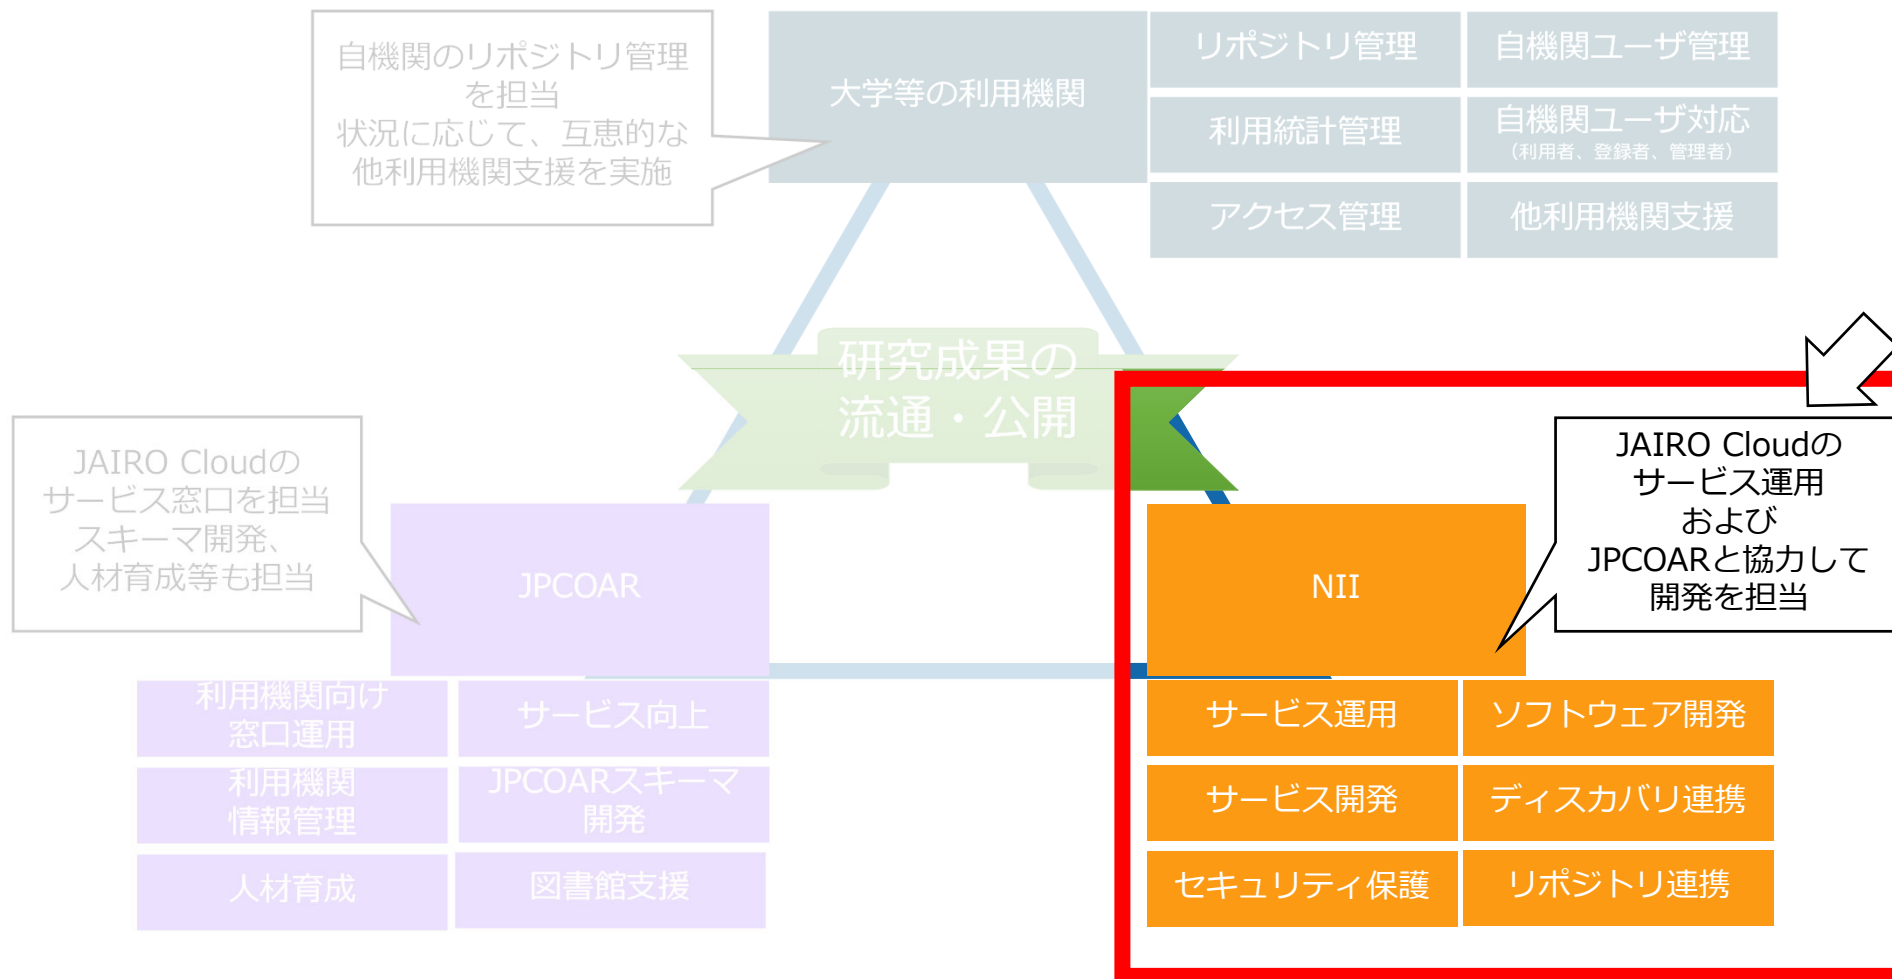 自機関のリポジトリ管理
を担当
状況に応じて、互恵的な
他利用機関支援を実施
大学等の利用機関
リポジトリ管理
自機関ユーザ管理
利用統計管理
自機関ユーザ対応
（利用者、登録者、管理者）
アクセス管理
他利用機関支援
研究成果の
流通・公開
JAIRO Cloudの
サービス窓口を担当
スキーマ開発、
人材育成等も担当
JPCOAR
利用機関向け
窓口運用
サービス向上
利用機関
情報管理
JPCOARスキーマ
開発
人材育成
図書館支援
JAIRO Cloudの
サービス運用
および
JPCOARと協力して
開発を担当
NII
サービス運用
ソフトウェア開発
サービス開発
ディスカバリ連携
セキュリティ保護
リポジトリ連携